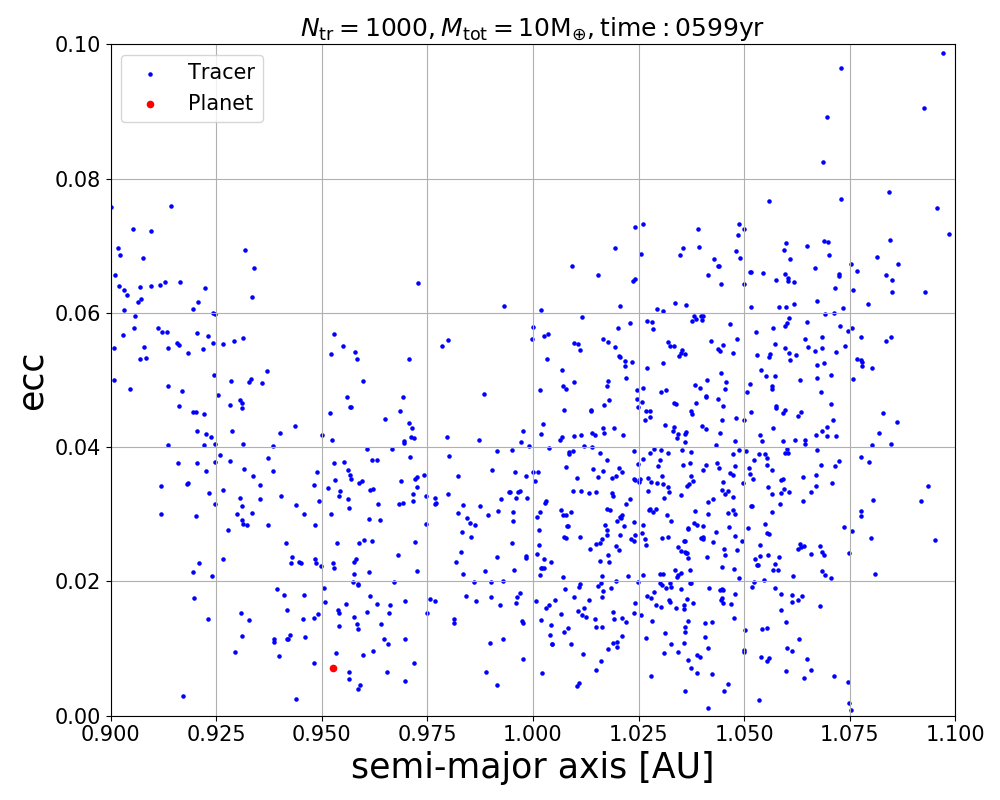 N_tr = 1000, M_tot = 10M_⊕, time : 0599yr
0.10
Tracer
Planet
0.08
0.06
ecc
0.04
0.02
0.00
0.900 0.925 0.950 0.975 1.000 1.025 1.050 1.075 1.100
semi-major axis [AU]